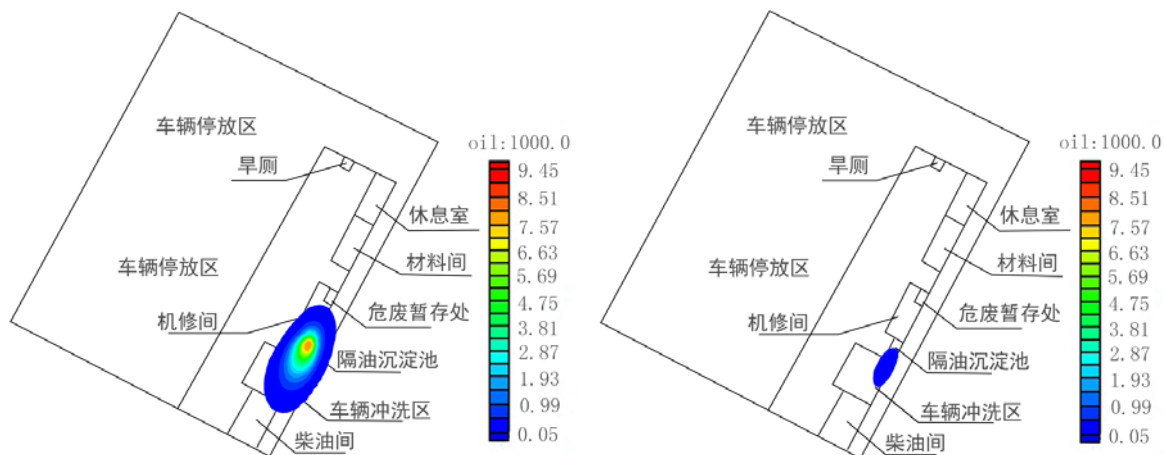 车辆停放区
oil:1000.0
旱厕
9.45
8.51
休息室
7.57
6.63
车辆停放区
材料间
5.69
4.75
危废暂存处
机修间
3.81
2.87
隔油沉淀池
1.93
0.99
车辆冲洗区
0.05
柴油间
车辆停放区
oil:1000.0
旱厕
9.45
8.51
休息室
7.57
6.63
车辆停放区
材料间
5.69
4.75
危废暂存处
机修间
3.81
2.87
隔油沉淀池
1.93
0.99
车辆冲洗区
0.05
柴油间